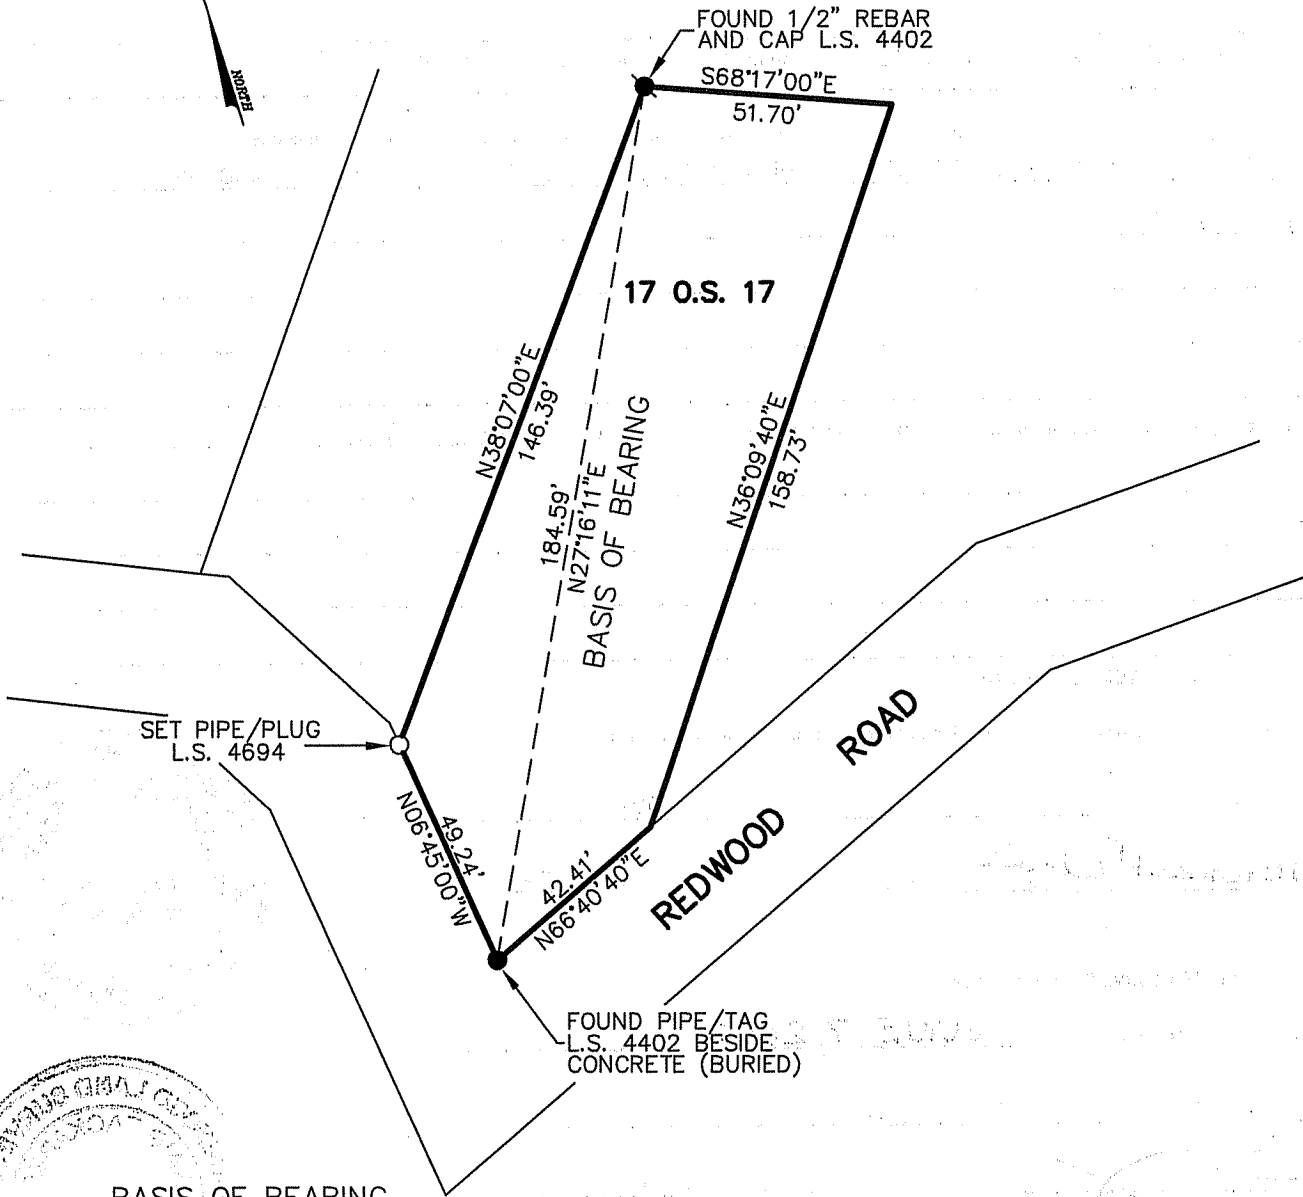 FOUND 1/2" REBAR
AND CAP L.S. 4402
NORTH
S68°17'00"E
51.70'
17 O.S. 17
N38°07'00"E
146.39'
184.59'
N27°16'11"E
BASIS OF BEARING
N36°09'40"E
158.73'
SET PIPE/PLUG
L.S. 4694
N06°45'00"W
49.24'
42.41'
N66°40'40"E
REDWOOD ROAD
FOUND PIPE/TAG
L.S. 4402 BESIDE
CONCRETE (BURIED)
BASIS OF BEARING